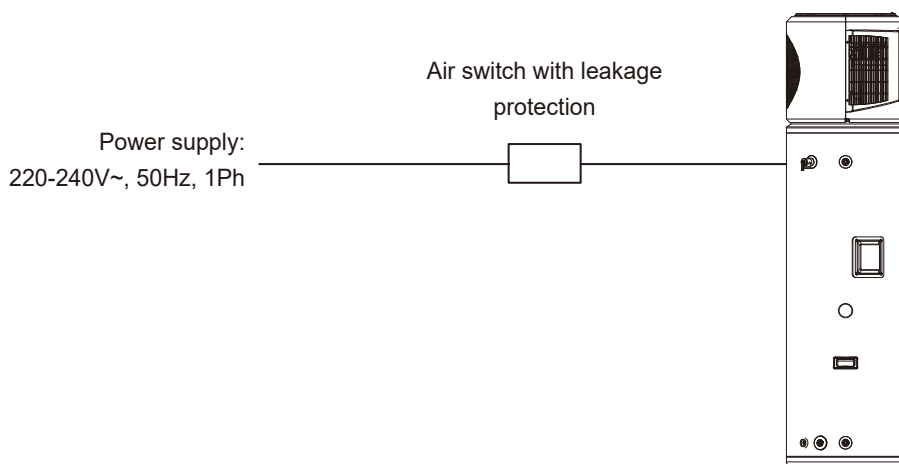 Air switch with leakage
protection
Power supply:
220-240V~, 50Hz, 1Ph